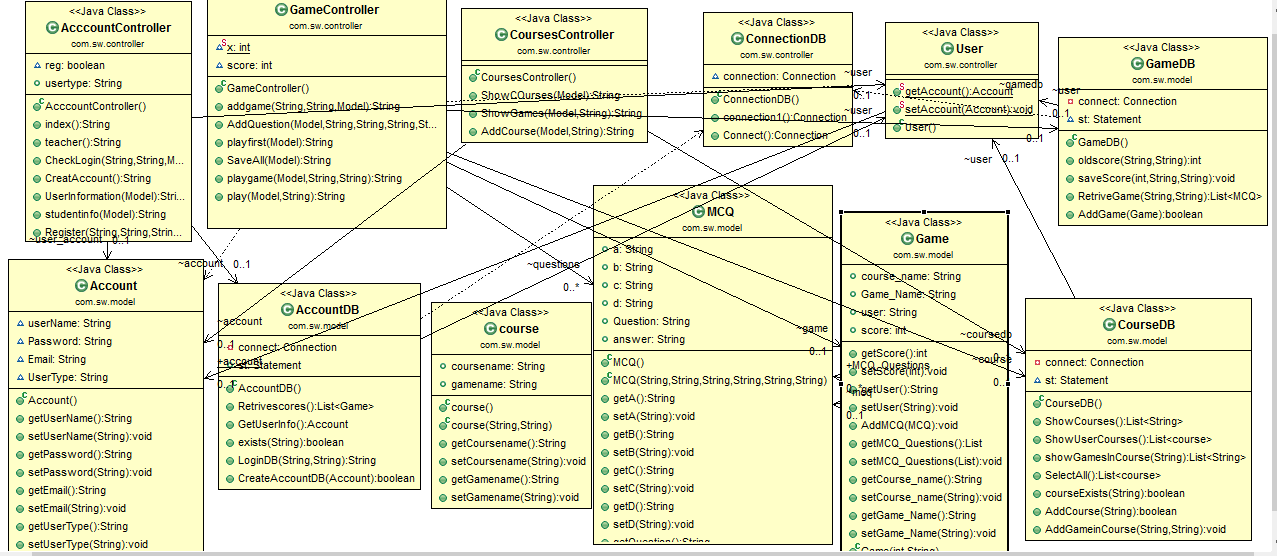 <<Java Class>>
AcccountController
com.sw.controller
reg: boolean
usertype: String
AcccountController()
index():String
teacher():String
CheckLogin(String,String,M...
CreatAccount():String
UserInformation(Model):Stri...
studentinfo(Model):String
Register(String,String,Strin...
GameController
com.sw.controller
x: int
score: int
GameController()
addgame(String,String,Model):String
AddQuestion(Model,String,String,String,St...
playfirst(Model):String
SaveAll(Model):String
playgame(Model,String,String):String
play(Model,String):String
<<Java Class>>
CoursesController
com.sw.controller
CoursesController()
ShowCOurses(Model):String
ShowGames(Model,String):String
AddCourse(Model,String):String
<<Java Class>>
ConnectionDB
com.sw.controller
connection: Connection
ConnectionDB()
connection1():Connection
Connect():Connection
<<Java Class>>
User
com.sw.controller
getAccount():Account
setAccount(Account):void
User()
<<Java Class>>
GameDB
com.sw.model
connect: Connection
st: Statement
GameDB()
oldscore(String,String):int
saveScore(int,String,String):void
RetriveGame(String,String):List<MCQ>
AddGame(Game):boolean
~user
0..1
~user
0..1
~gamedb
0..1
~user
0..1
~user
0..1
~user_account
0..1
~account
0..1
~account
0..1
+account
0..1
~questions
0..*
~game
0..1
+MCQ_Questions
0..*
~mcq
0..1
~coursedb
0..1
~course
0..1
<<Java Class>>
Account
com.sw.model
userName: String
Password: String
Email: String
UserType: String
Account()
getUserName():String
setUserName(String):void
getPassword():String
setPassword(String):void
getEmail():String
setEmail(String):void
getUserType():String
setUserType(String):void
<<Java Class>>
AccountDB
com.sw.model
connect: Connection
st: Statement
AccountDB()
Retrivescores():List<Game>
GetUserInfo():Account
exists(String):boolean
LoginDB(String,String):String
CreateAccountDB(Account):boolean
<<Java Class>>
course
com.sw.model
coursename: String
gamename: String
course()
course(String,String)
getCoursename():String
setCoursename(String):void
getGamename():String
setGamename(String):void
<<Java Class>>
MCQ
com.sw.model
a: String
b: String
c: String
d: String
Question: String
answer: String
MCQ()
MCQ(String,String,String,String,String,String)
getA():String
setA(String):void
getB():String
setB(String):void
getC():String
setC(String):void
getD():String
setD(String):void
getQuestion():String
<<Java Class>>
Game
com.sw.model
course_name: String
Game_Name: String
user: String
score: int
getScore():int
setScore(int):void
getUser():String
setUser(String):void
AddMCQ(MCQ):void
getMCQ_Questions():List
setMCQ_Questions(List):void
getCourse_name():String
setCourse_name(String):void
getGame_Name():String
setGame_Name(String):void
Game(int,String)
<<Java Class>>
CourseDB
com.sw.model
connect: Connection
st: Statement
CourseDB()
ShowCourses():List<String>
ShowUserCourses():List<course>
showGamesInCourse(String):List<String>
SelectAll():List<course>
courseExists(String):boolean
AddCourse(String):boolean
AddGameinCourse(String,String):void